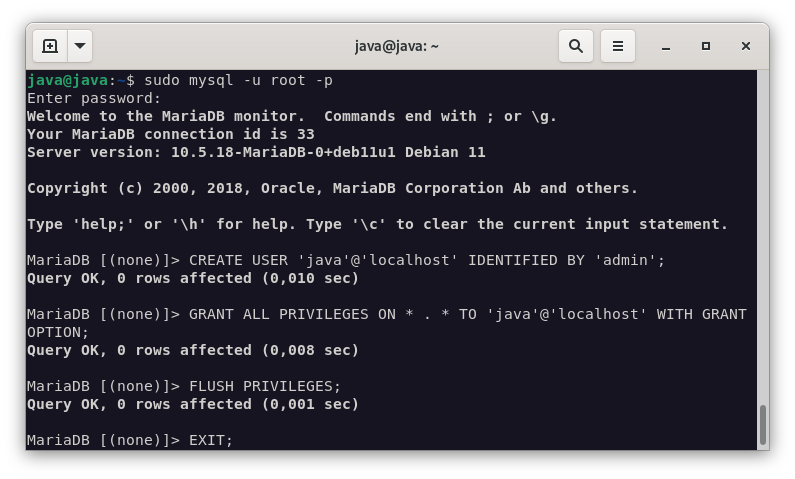 java@java: ~
java@java:~$ sudo mysql -u root -p
Enter password:
Welcome to the MariaDB monitor.  Commands end with ; or \g.
Your MariaDB connection id is 33
Server version: 10.5.18-MariaDB-0+deb11u1 Debian 11
Copyright (c) 2000, 2018, Oracle, MariaDB Corporation Ab and others.
Type 'help;' or '\h' for help. Type '\c' to clear the current input statement.
MariaDB [(none)]> CREATE USER 'java'@'localhost' IDENTIFIED BY 'admin';
Query OK, 0 rows affected (0,010 sec)
MariaDB [(none)]> GRANT ALL PRIVILEGES ON * . * TO 'java'@'localhost' WITH GRANT
OPTION;
Query OK, 0 rows affected (0,008 sec)
MariaDB [(none)]> FLUSH PRIVILEGES;
Query OK, 0 rows affected (0,001 sec)
MariaDB [(none)]> EXIT;